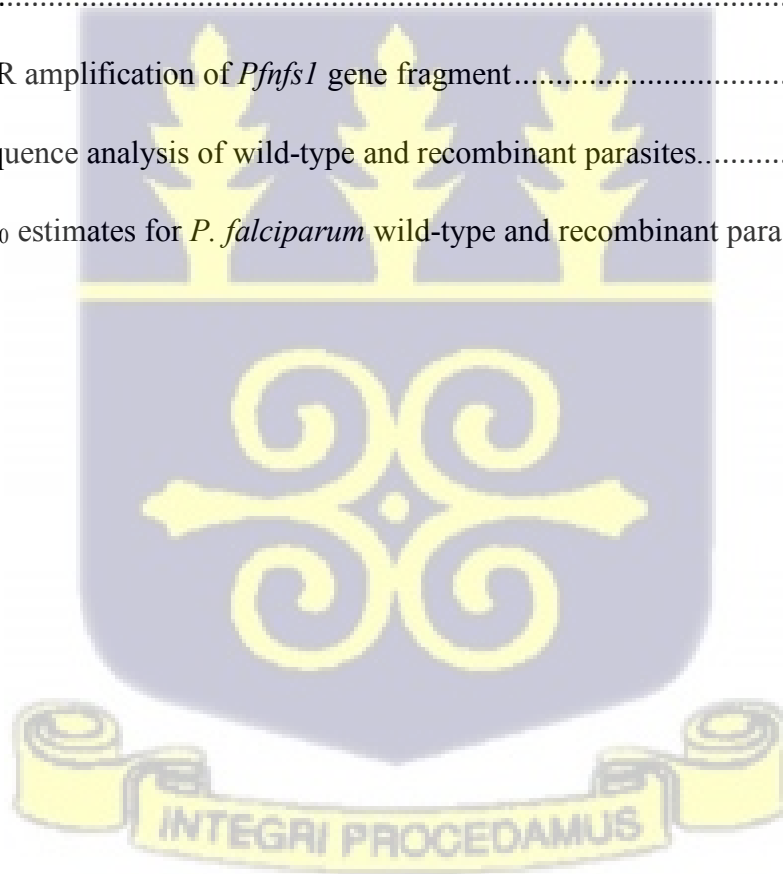 R amplification of Pfnfs1 gene fragment
quence analysis of wild-type and recombinant parasites
0 estimates for P. falciparum wild-type and recombinant para
INTEGRI PROCEDAMUS